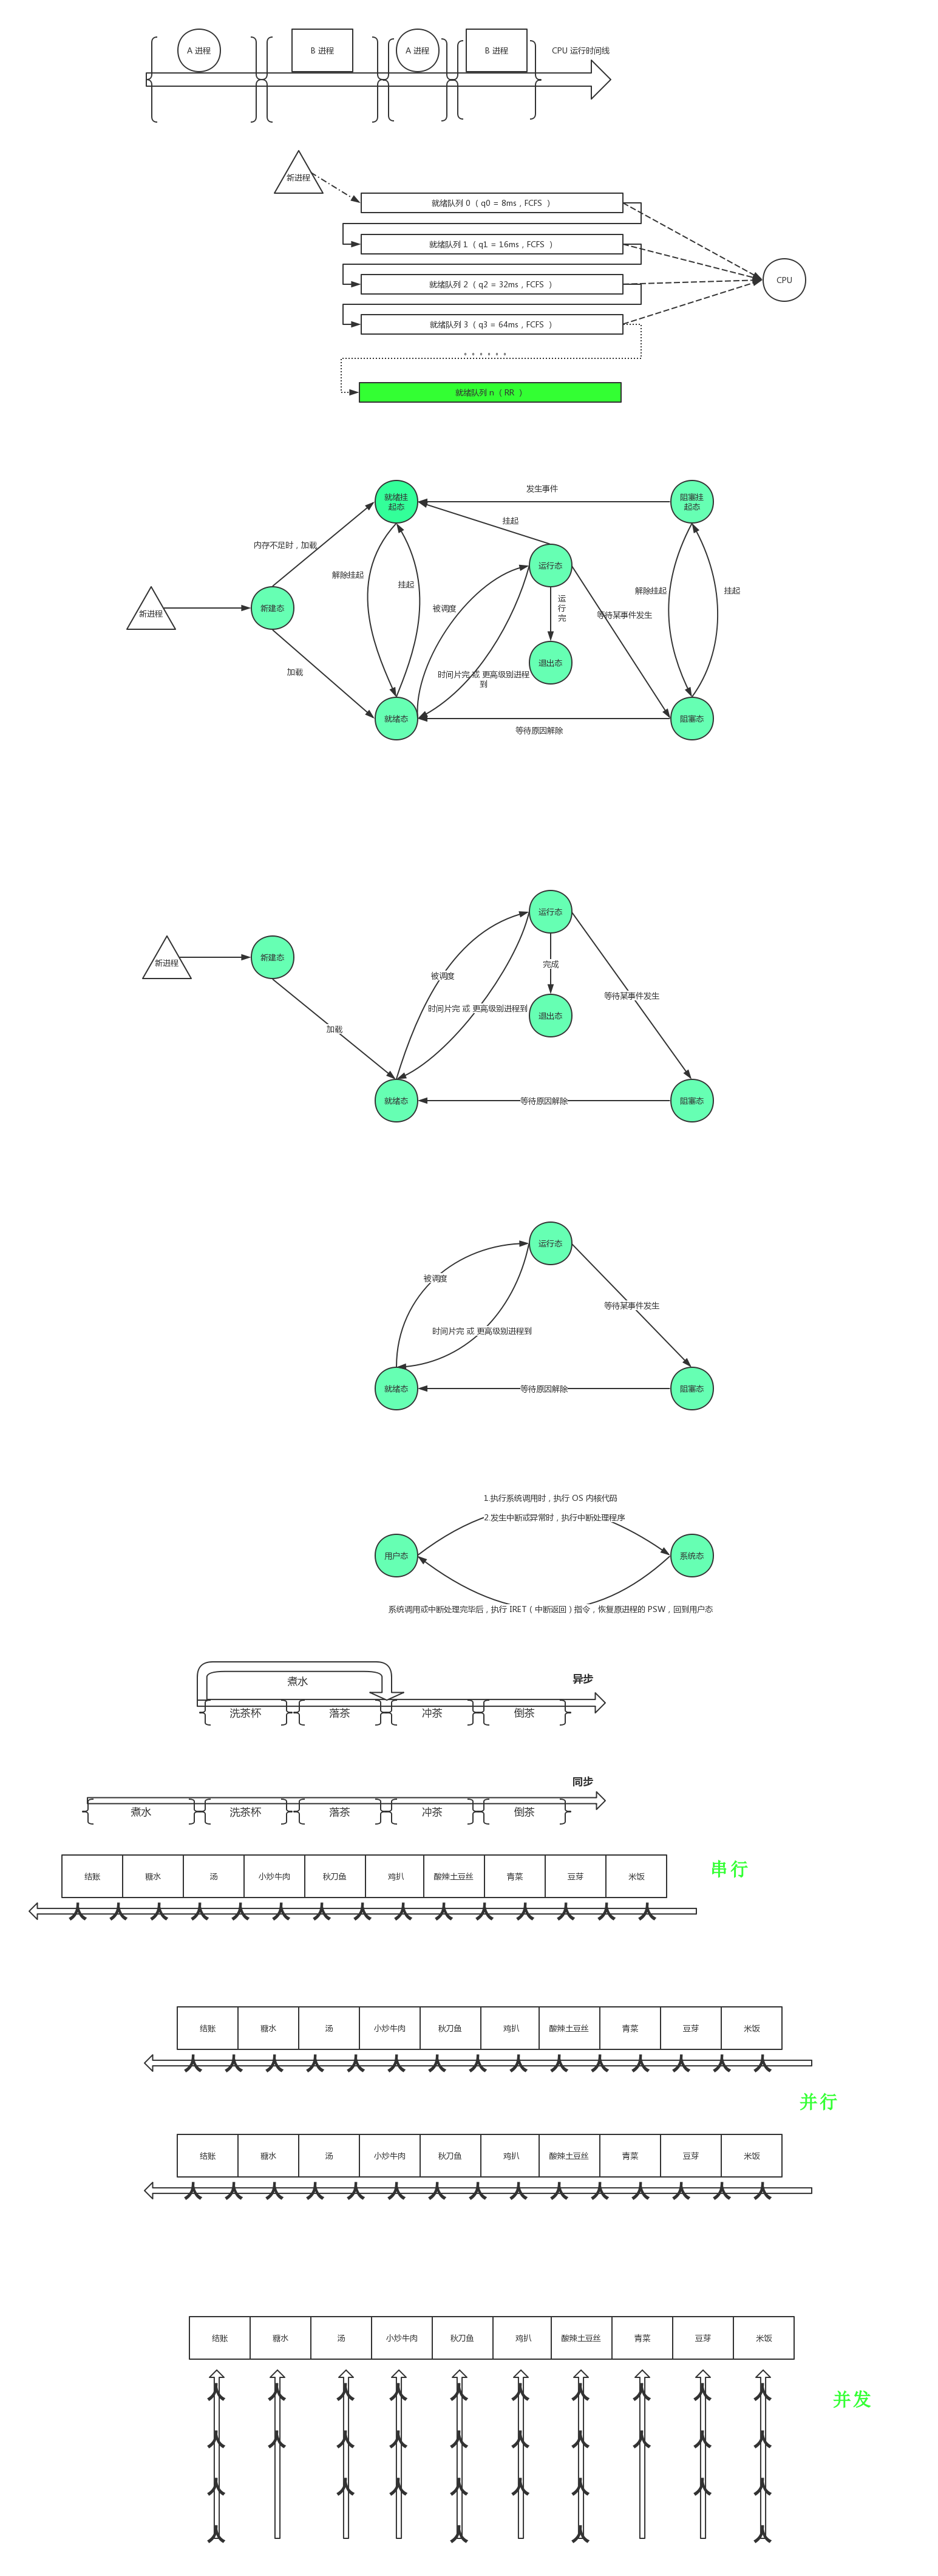 A 进程
B 进程
A 进程
B 进程
CPU 运行时间线
新进程
就绪队列 0（ q0 = 8ms，FCFS ）
就绪队列 1（ q1 = 16ms，FCFS ）
就绪队列 2（ q2 = 32ms，FCFS ）
就绪队列 3（ q3 = 64ms，FCFS ）
CPU
。。。。。。
就绪队列 n（ RR ）
就绪挂
起态
发生事件
阻塞挂
起态
挂起
内存不足时，加载
运行态
解除挂起
挂起
解除挂起
挂起
新进程
新建态
被调度
运
行
完
等待某事件发生
退出态
加载
时间片完 或 更高级别进程
到
就绪态
等待原因解除
阻塞态
运行态
新进程
新建态
完成
被调度
等待某事件发生
时间片完 或 更高级别进程到
退出态
加载
就绪态
等待原因解除
阻塞态
运行态
被调度
等待某事件发生
时间片完 或 更高级别进程到
就绪态
等待原因解除
阻塞态
1.执行系统调用时，执行 OS 内核代码
2.发生中断或异常时，执行中断处理程序
用户态
系统态
系统调用或中断处理完毕后，执行 IRET（中断返回）指令，恢复原进程的 PSW，回到用户态
异步
煮水
洗茶杯 落茶 冲茶 倒茶
同步
煮水 洗茶杯 落茶 冲茶 倒茶
串行
结账 糖水 汤 小炒牛肉 秋刀鱼 鸡扒 酸辣土豆丝 青菜 豆芽 米饭
结账 糖水 汤 小炒牛肉 秋刀鱼 鸡扒 酸辣土豆丝 青菜 豆芽 米饭
并行
结账 糖水 汤 小炒牛肉 秋刀鱼 鸡扒 酸辣土豆丝 青菜 豆芽 米饭
结账 糖水 汤 小炒牛肉 秋刀鱼 鸡扒 酸辣土豆丝 青菜 豆芽 米饭
并发